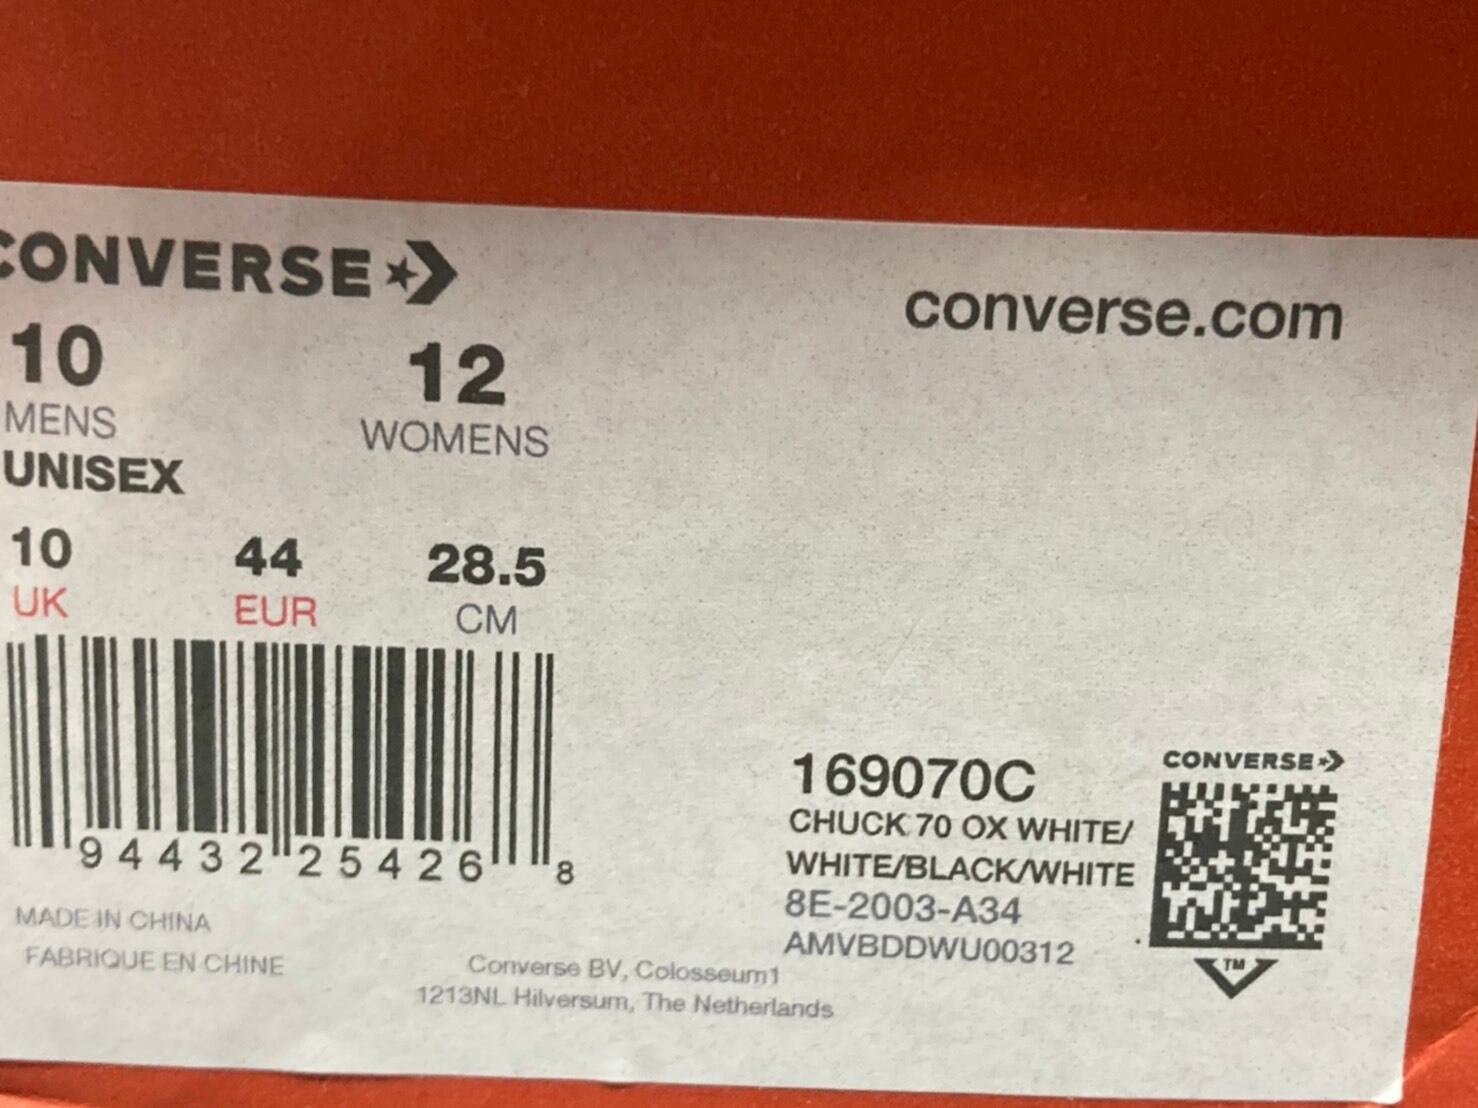 CONVERSE
converse.com
10 12
MENS WOMENS
UNISEX
10 44 28.5
UK EUR CM
94432 25426 8
MADE IN CHINA
FABRIQUE EN CHINE
Converse BV, Colosseum1
1213NL Hilversum, The Netherlands
169070C
CHUCK 70 OX WHITE/
WHITE/BLACK/WHITE
8E-2003-A34
AMVBDDWU00312
CONVERSE
TM